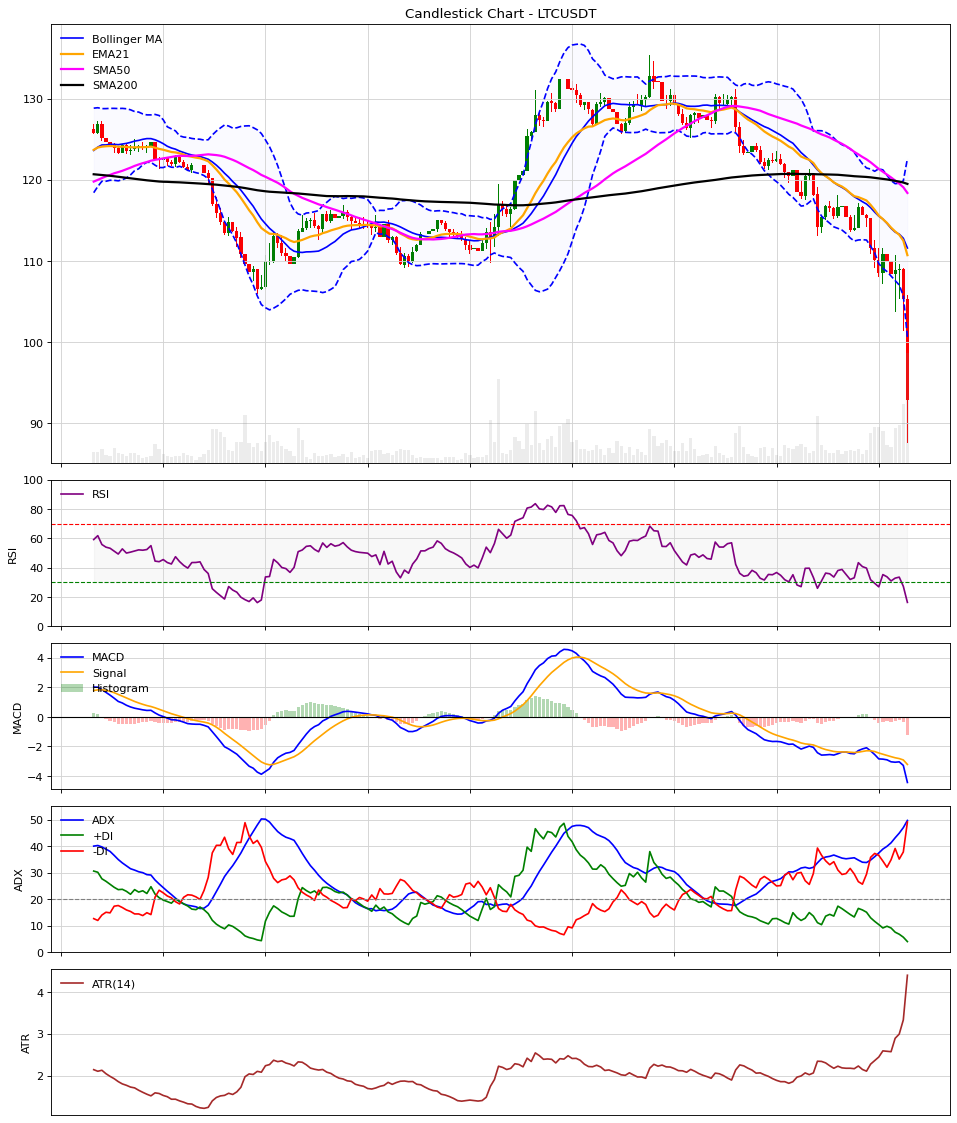 Candlestick Chart - LTCUSDT
Bollinger MA
EMA21
SMA50
SMA200
130
120
110
100
90
RSI
100
80
60
40
20
0
RSI
MACD
Signal
Histogram
4
2
0
−2
−4
MACD
ADX
+DI
-DI
50
40
30
20
10
0
ADX
ATR(14)
4
3
2
ATR